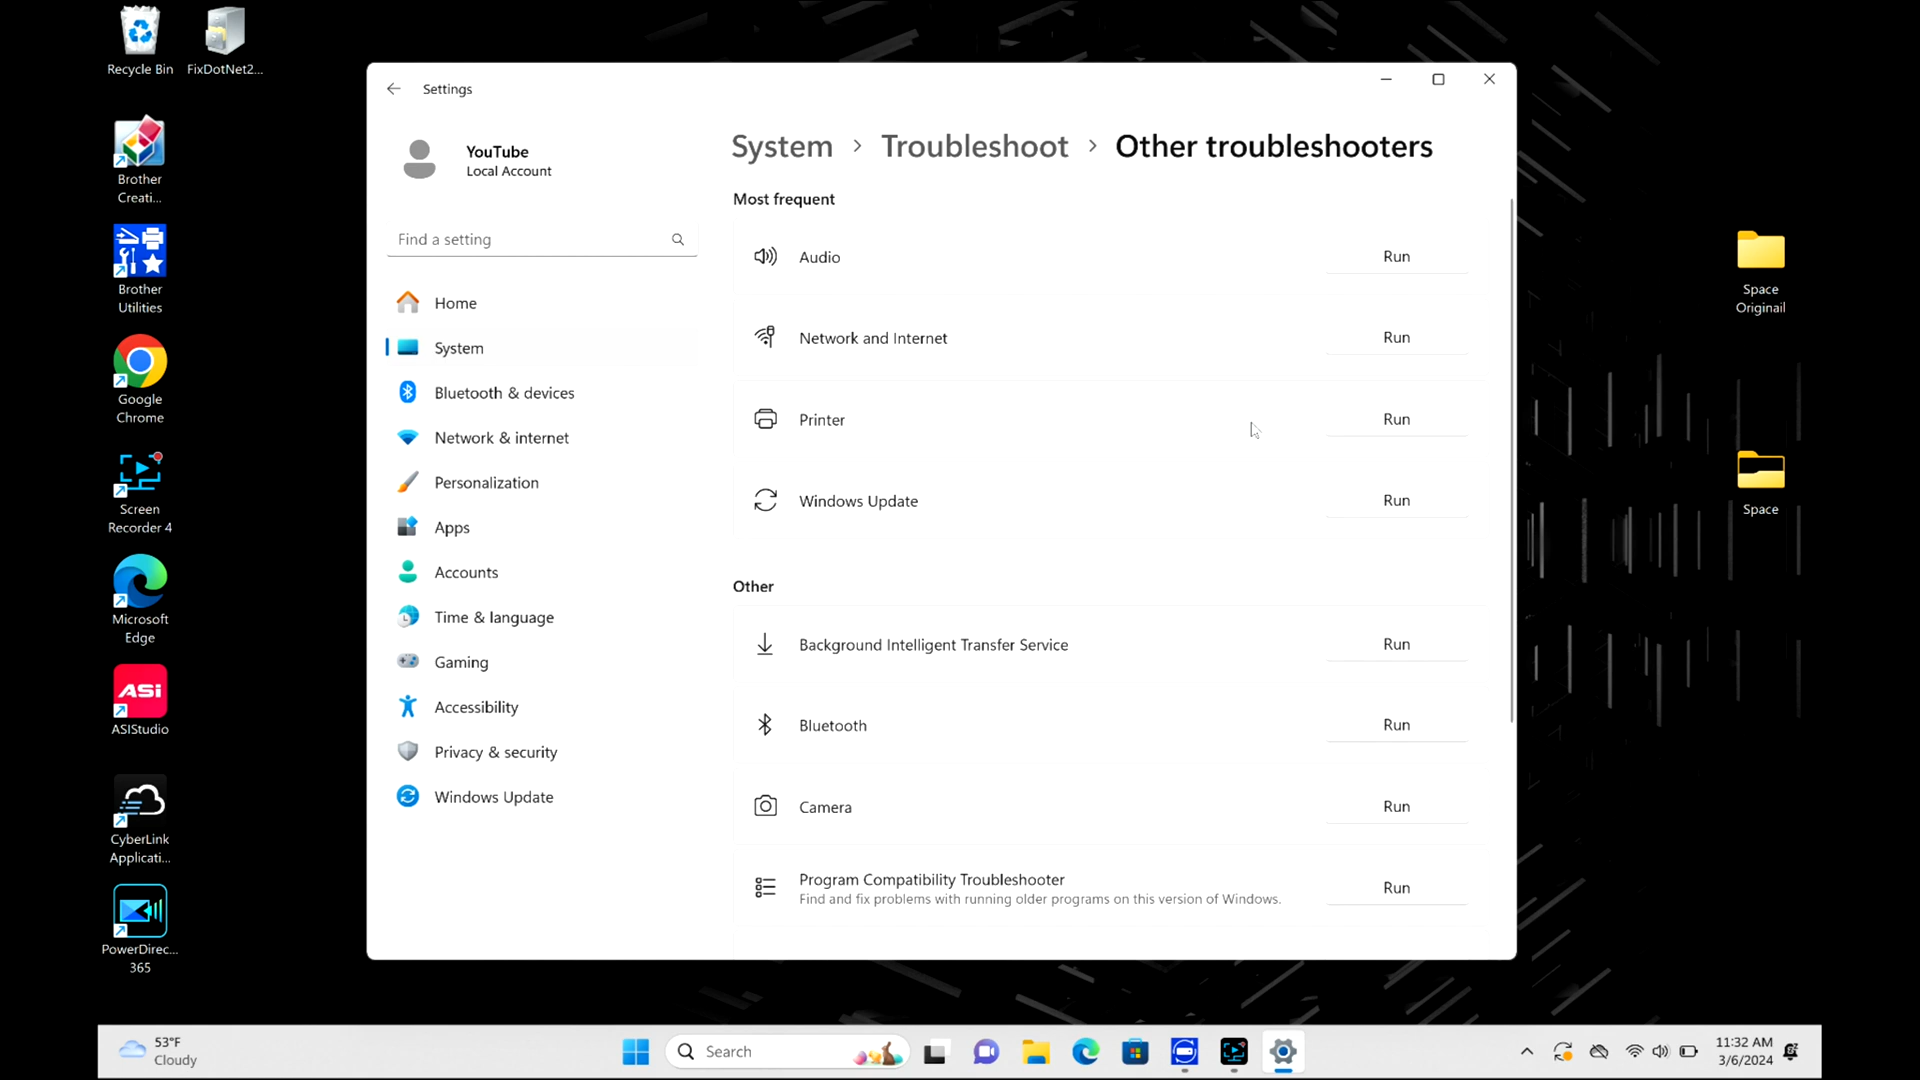 Recycle Bin
FixDotNet2...
Brother
Creati...
Brother
Utilities
Google
Chrome
Screen
Recorder 4
Microsoft
Edge
ASi
ASIStudio
CyberLink
Applicati...
PowerDirec...
365
Settings
YouTube
Local Account
Find a setting
Home
System
Bluetooth & devices
Network & internet
Personalization
Apps
Accounts
Time & language
Gaming
Accessibility
Privacy & security
Windows Update
System > Troubleshoot > Other troubleshooters
Most frequent
Audio Run
Network and Internet Run
Printer Run
Windows Update Run
Other
Background Intelligent Transfer Service Run
Bluetooth Run
Camera Run
Program Compatibility Troubleshooter Run
Find and fix problems with running older programs on this version of Windows.
Space
Originail
Space
53°F
Cloudy
Search
11:32 AM
3/6/2024